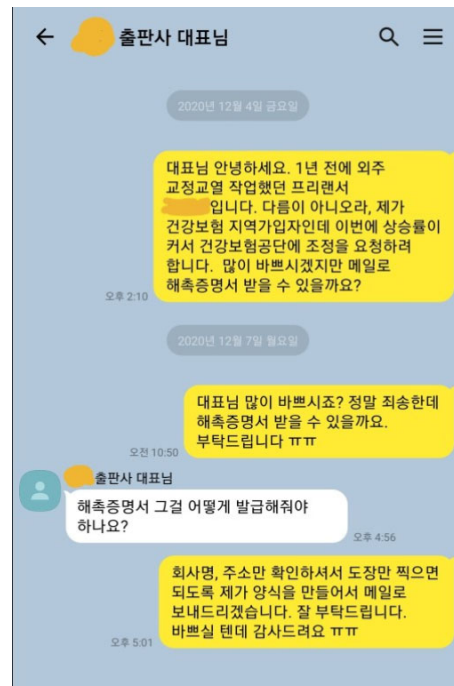 출판사 대표님
2020년 12월 4일 금요일
대표님 안녕하세요. 1년 전에 외주
교정교열 작업했던 프리랜서
입니다. 다름이 아니오라, 제가
건강보험 지역가입자인데 이번에 상승률이
커서 건강보험공단에 조정을 요청하려
합니다. 많이 바쁘시겠지만 메일로
해촉증명서 받을 수 있을까요?
오후 2:10
2020년 12월 7일 월요일
대표님 많이 바쁘시죠? 정말 죄송한데
해촉증명서 받을 수 있을까요.
부탁드립니다 ㅠㅠ
오전 10:50
출판사 대표님
해촉증명서 그걸 어떻게 발급해줘야
하나요?
오후 4:56
회사명, 주소만 확인하셔서 도장만 찍으면
되도록 제가 양식을 만들어서 메일로
보내드리겠습니다. 잘 부탁드립니다.
바쁘실 텐데 감사드려요 ㅠㅠ
오후 5:01